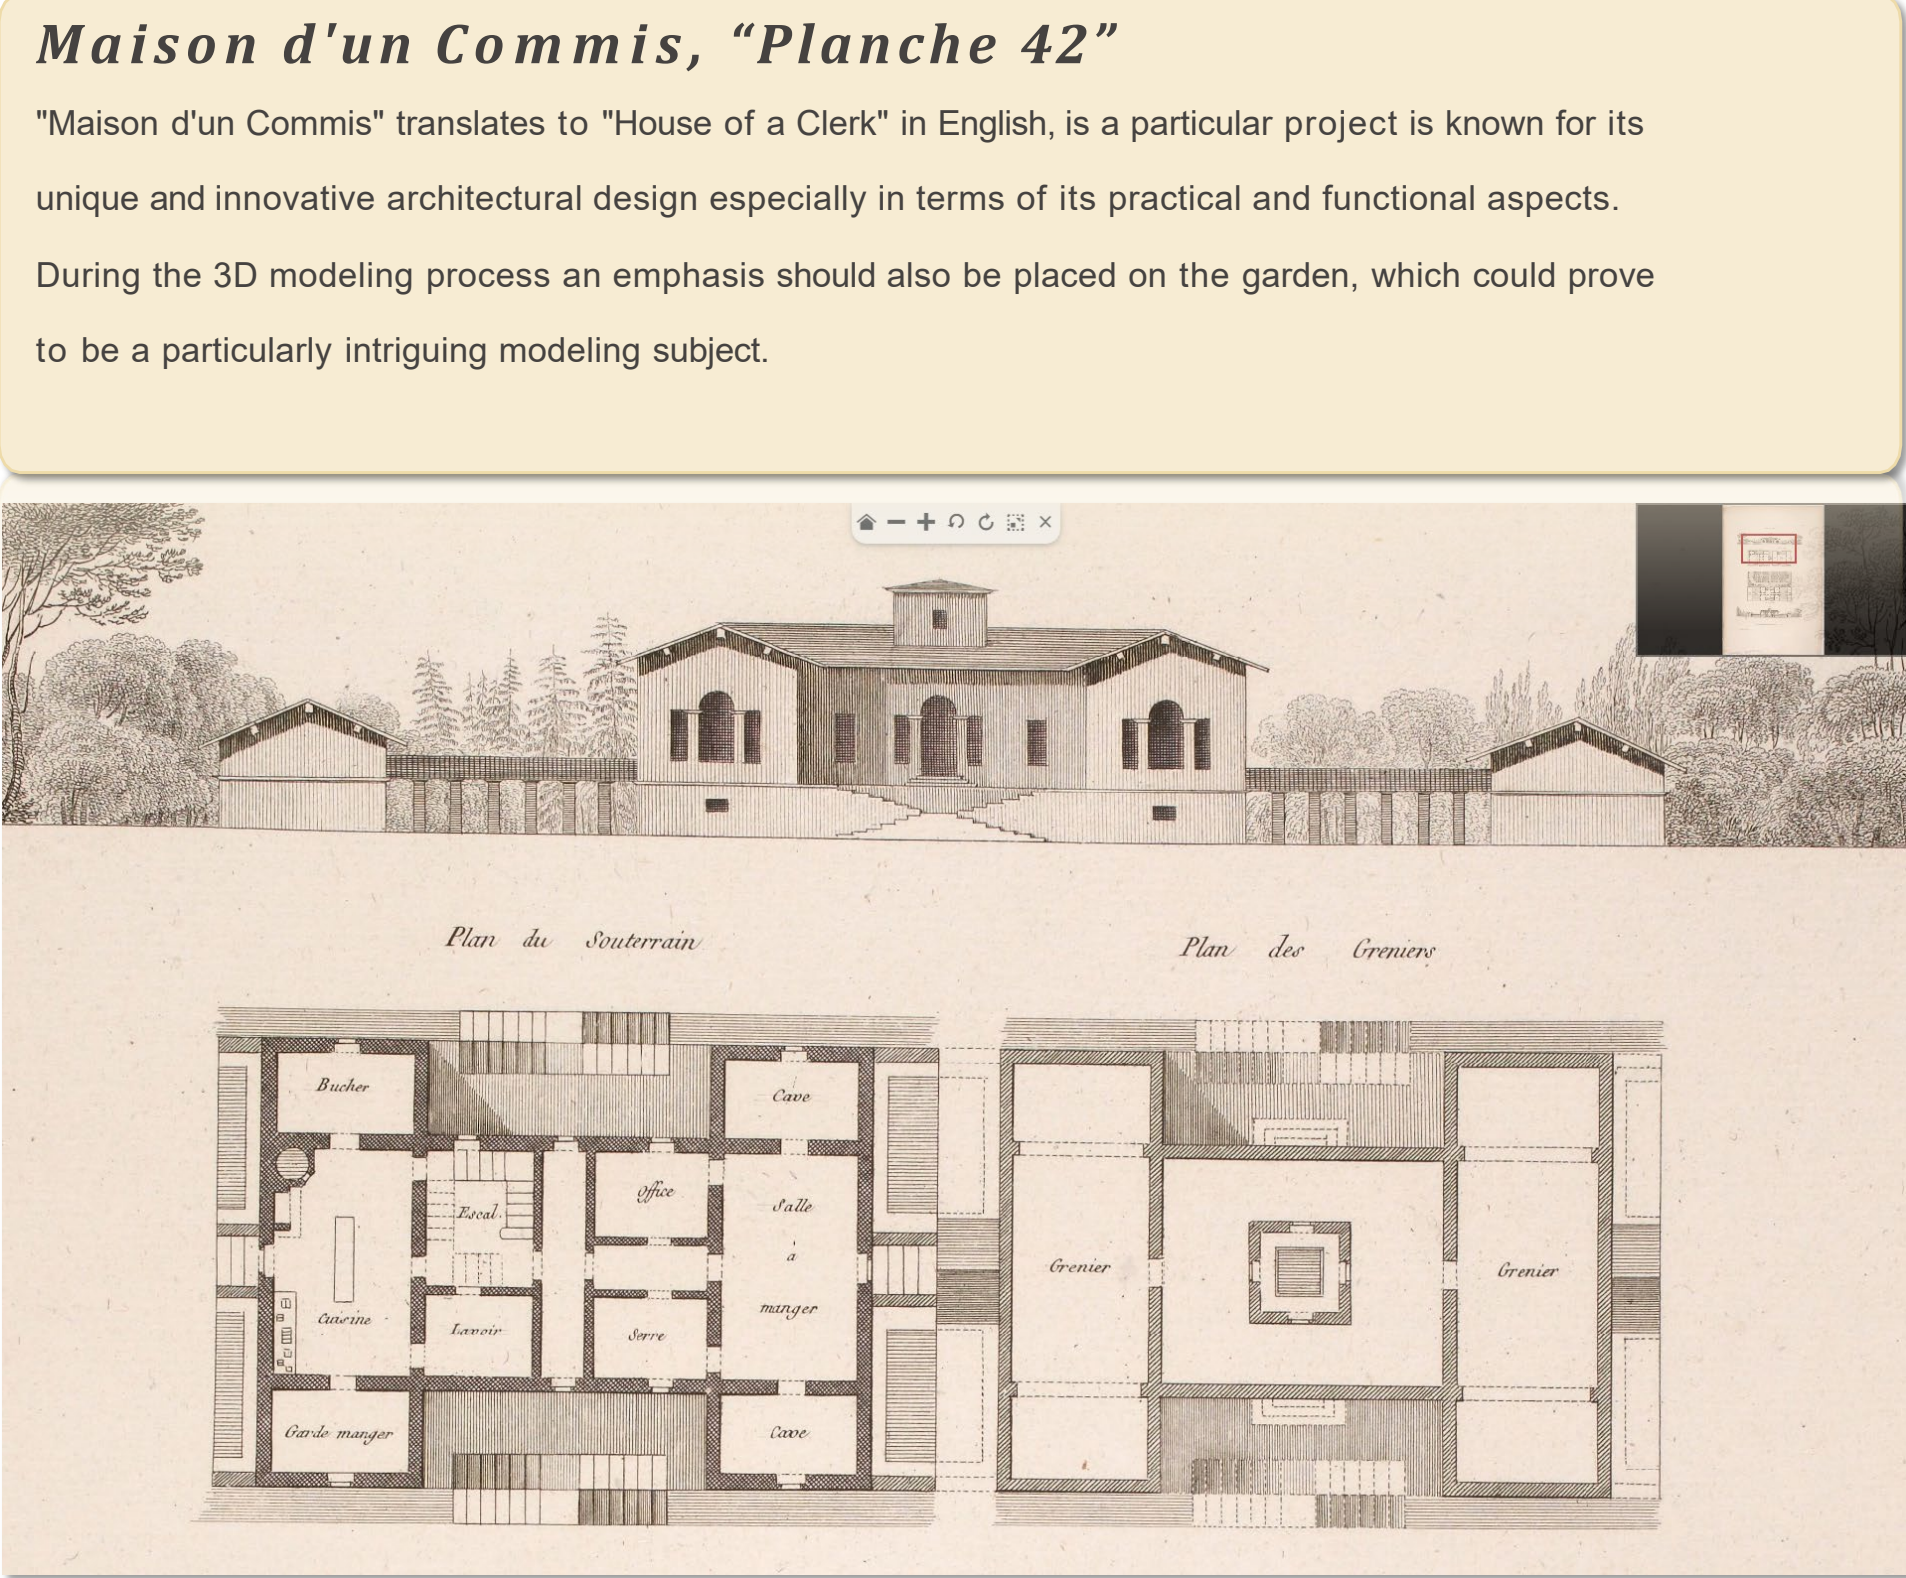 Maison d'un Commis, “Planche 42”
"Maison d'un Commis" translates to "House of a Clerk" in English, is a particular project is known for its
unique and innovative architectural design especially in terms of its practical and functional aspects.
During the 3D modeling process an emphasis should also be placed on the garden, which could prove
to be a particularly intriguing modeling subject.
Plan du Souterrain
Plan des Greniers
Bucher
Cave
Office
Escal.
Salle
à
manger
Grenier
Grenier
Cuisine
Lavoir
Serre
Garde manger
Cave